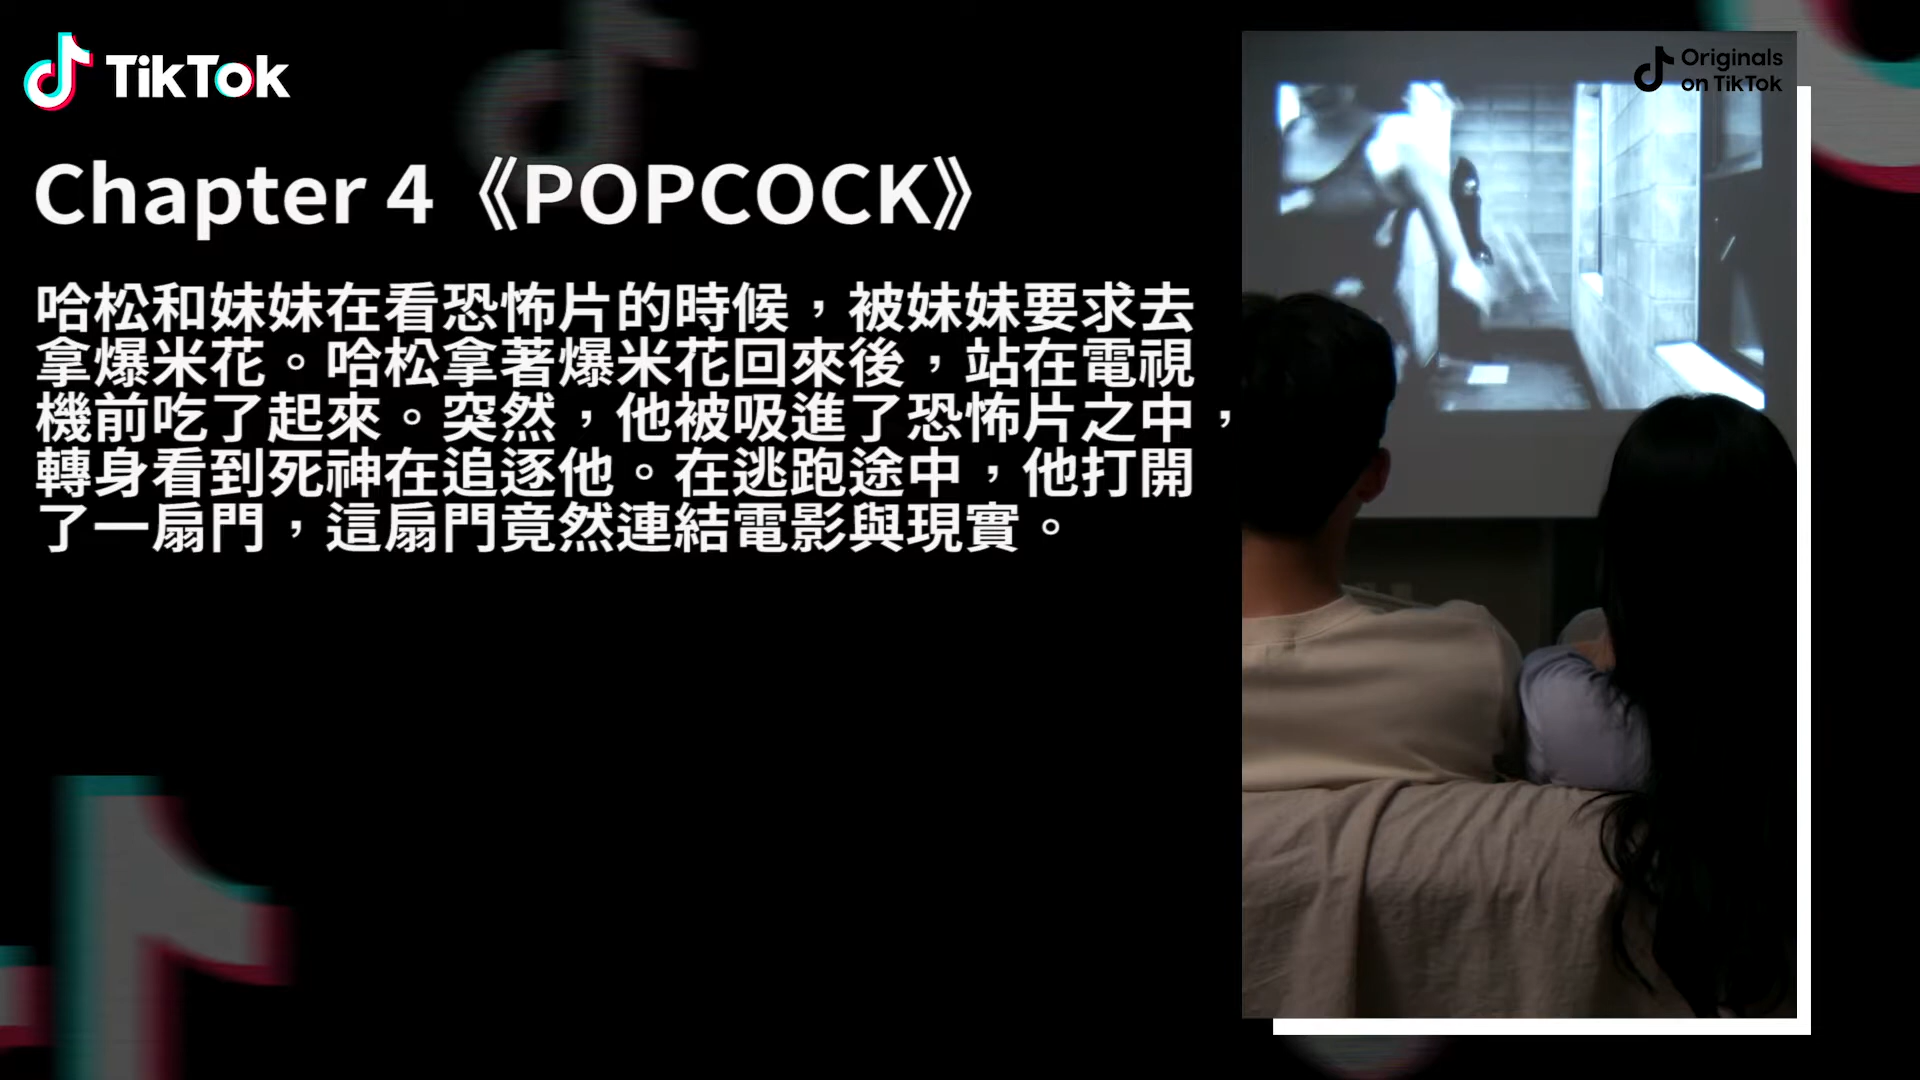 TikTok
Originals
on TikTok
Chapter 4《POPCOCK》
哈松和妹妹在看恐怖片的時候，被妹妹要求去
拿爆米花。哈松拿著爆米花回來後，站在電視
機前吃了起來。突然，他被吸進了恐怖片之中，
轉身看到死神在追逐他。在逃跑途中，他打開
了一扇門，這扇門竟然連結電影與現實。